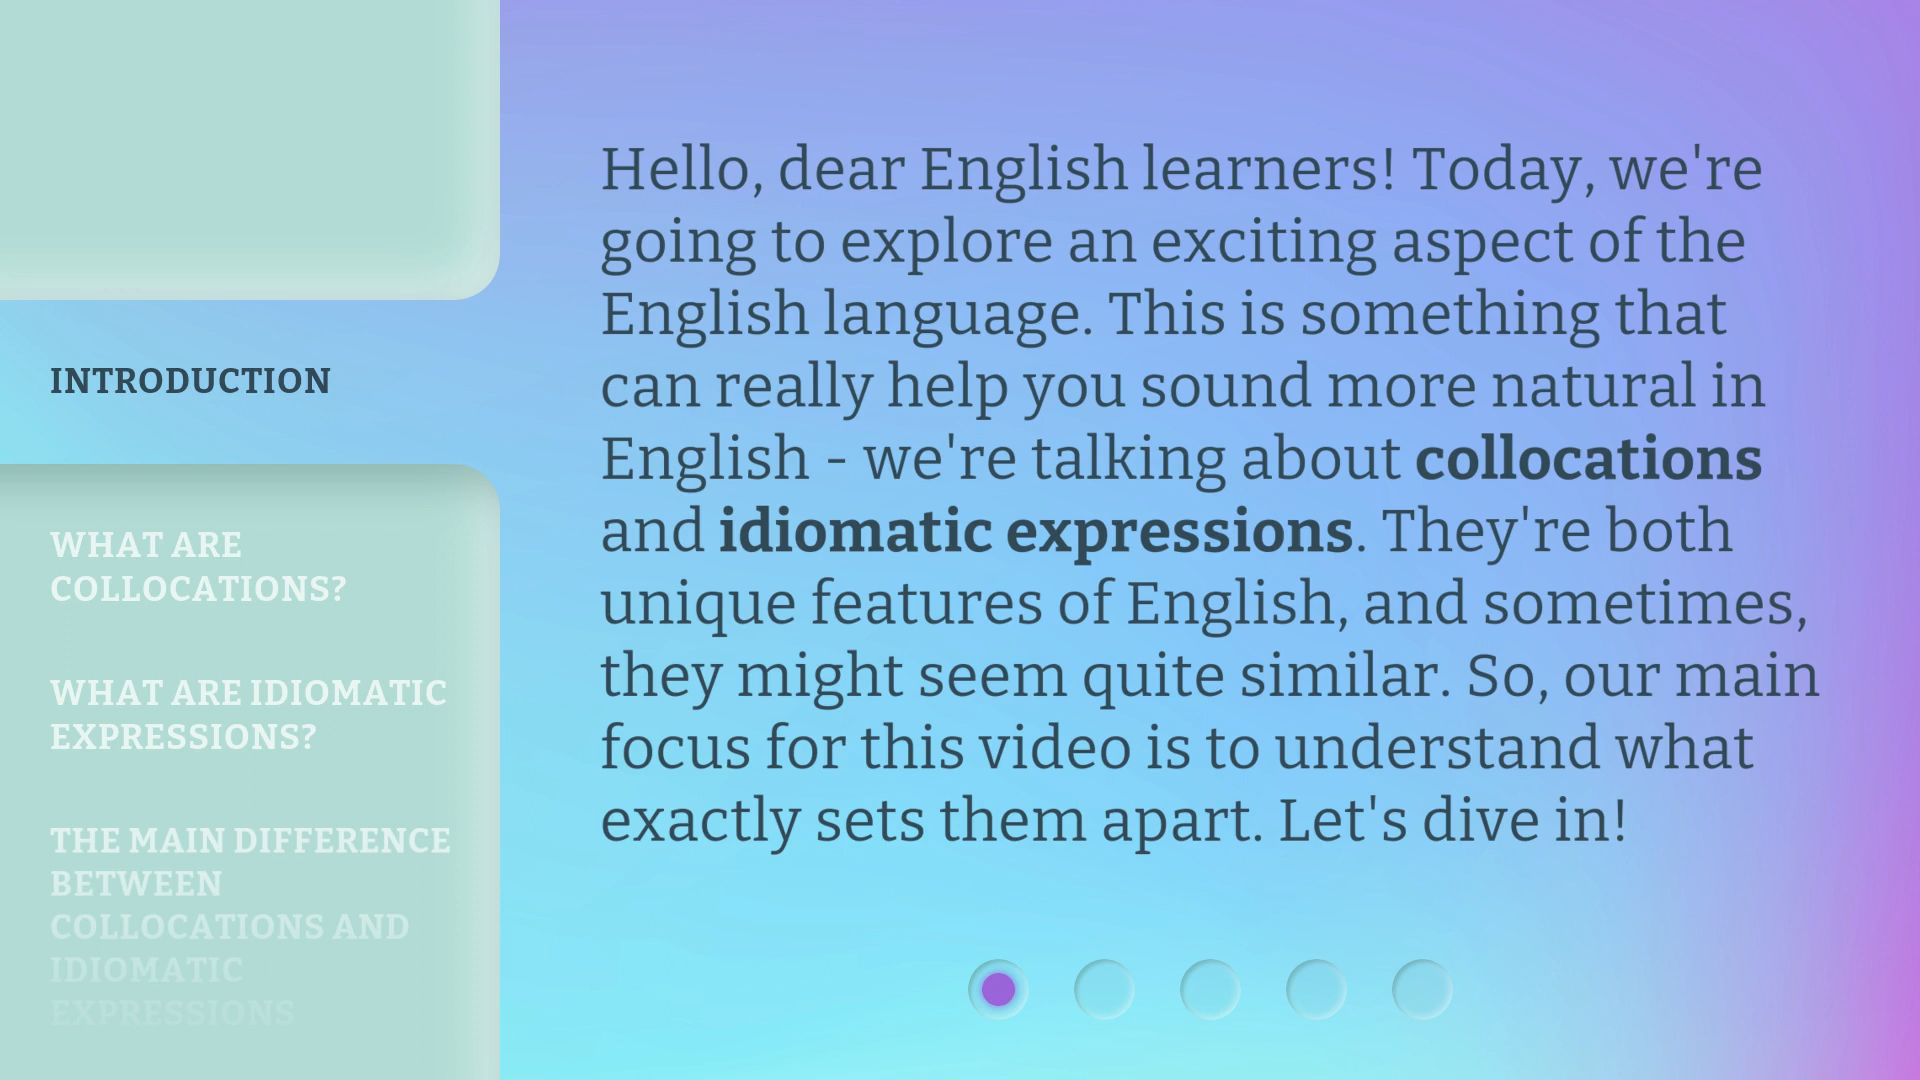 INTRODUCTION
WHAT ARE
COLLOCATIONS?
WHAT ARE IDIOMATIC
EXPRESSIONS?
THE MAIN DIFFERENCE
BETWEEN
COLLOCATIONS AND
IDIOMATIC
EXPRESSIONS
Hello, dear English learners! Today, we're
going to explore an exciting aspect of the
English language. This is something that
can really help you sound more natural in
English - we're talking about collocations
and idiomatic expressions. They're both
unique features of English, and sometimes,
they might seem quite similar. So, our main
focus for this video is to understand what
exactly sets them apart. Let's dive in!